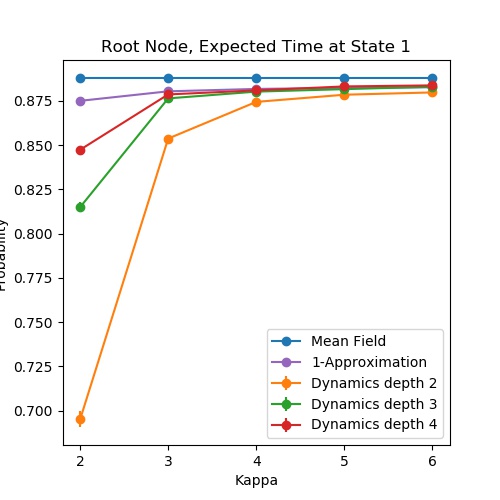 Root Node, Expected Time at State 1
Probability
0.875
0.850
0.825
0.800
0.775
0.750
0.725
0.700
2 3 4 5 6
Kappa
Mean Field
1-Approximation
Dynamics depth 2
Dynamics depth 3
Dynamics depth 4